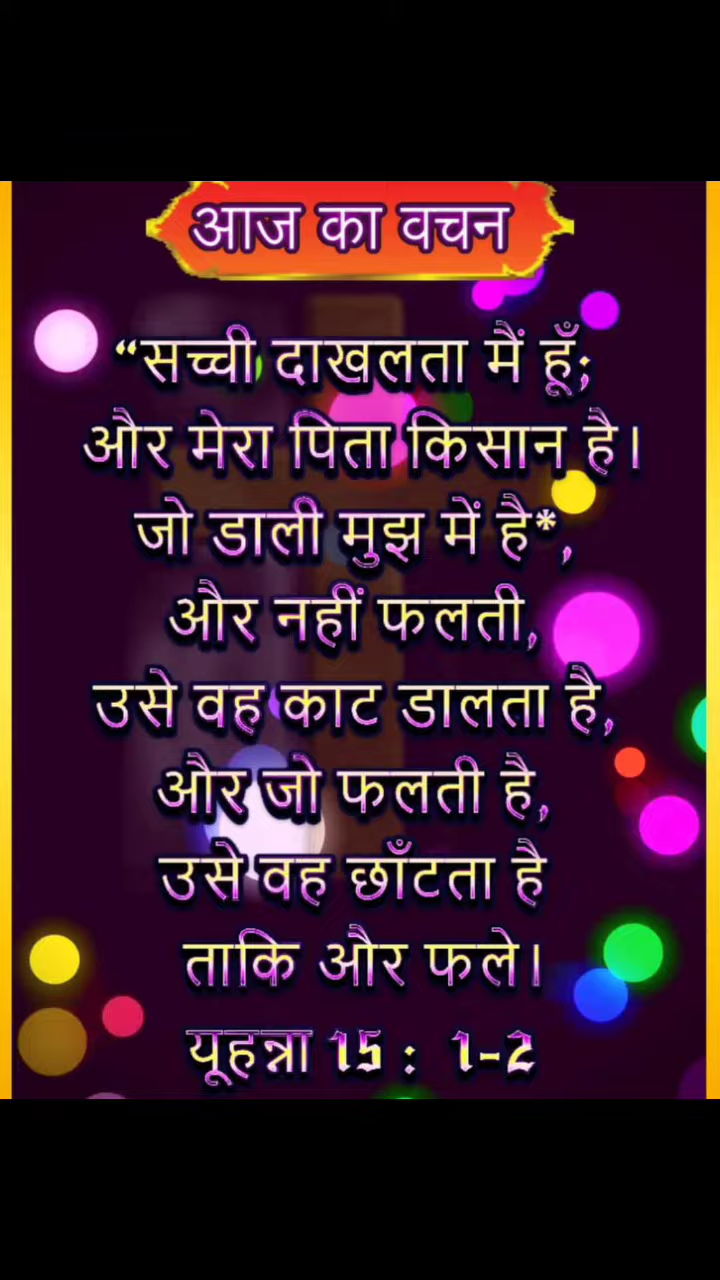 आज का वचन
“सच्ची दाखलता मैं हूँ;
और मेरा पिता किसान है।
जो डाली मुझ में है*,
और नहीं फलती,
उसे वह काट डालता है,
और जो फलती है,
उसे वह छाँटता है
ताकि और फले।
यूहन्ना 15 : 1-2